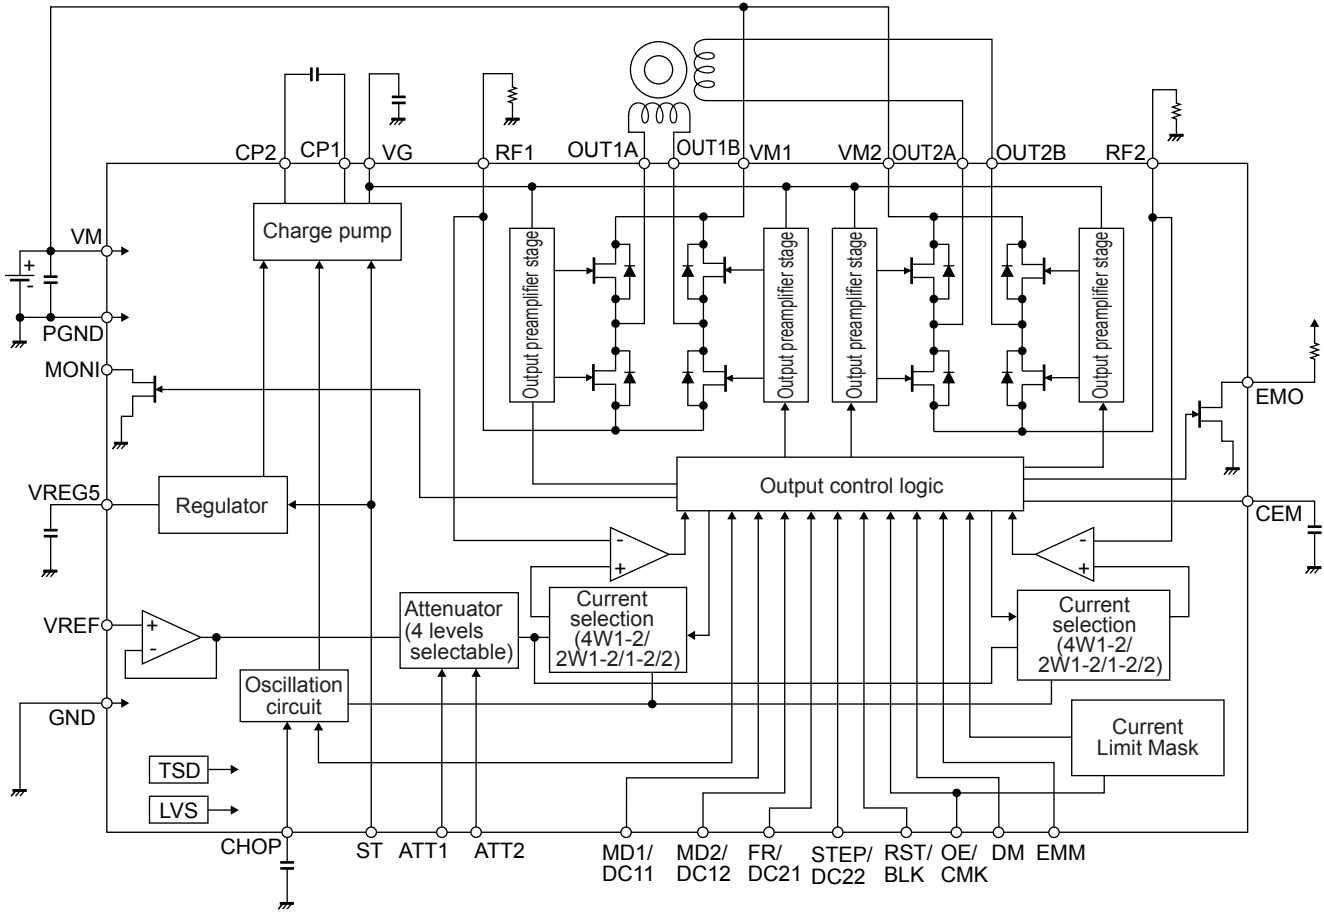 CP2
CP1
VG
RF1
OUT1A
OUT1B
VM1
VM2
OUT2A
OUT2B
RF2
VM
+
-
PGND
MONI
VREG5
VREF
GND
EMO
CEM
Charge pump
Output preamplifier stage
Output preamplifier stage
Output preamplifier stage
Output preamplifier stage
Regulator
Output control logic
-
+
-
+
+
-
Attenuator
(4 levels
selectable)
Current
selection
(4W1-2/
2W1-2/1-2/2)
Current
selection
(4W1-2/
2W1-2/1-2/2)
Oscillation
circuit
Current
Limit Mask
TSD
LVS
CHOP
ST
ATT1
ATT2
MD1/
DC11
MD2/
DC12
FR/
DC21
STEP/
DC22
RST/
BLK
OE/
CMK
DM
EMM